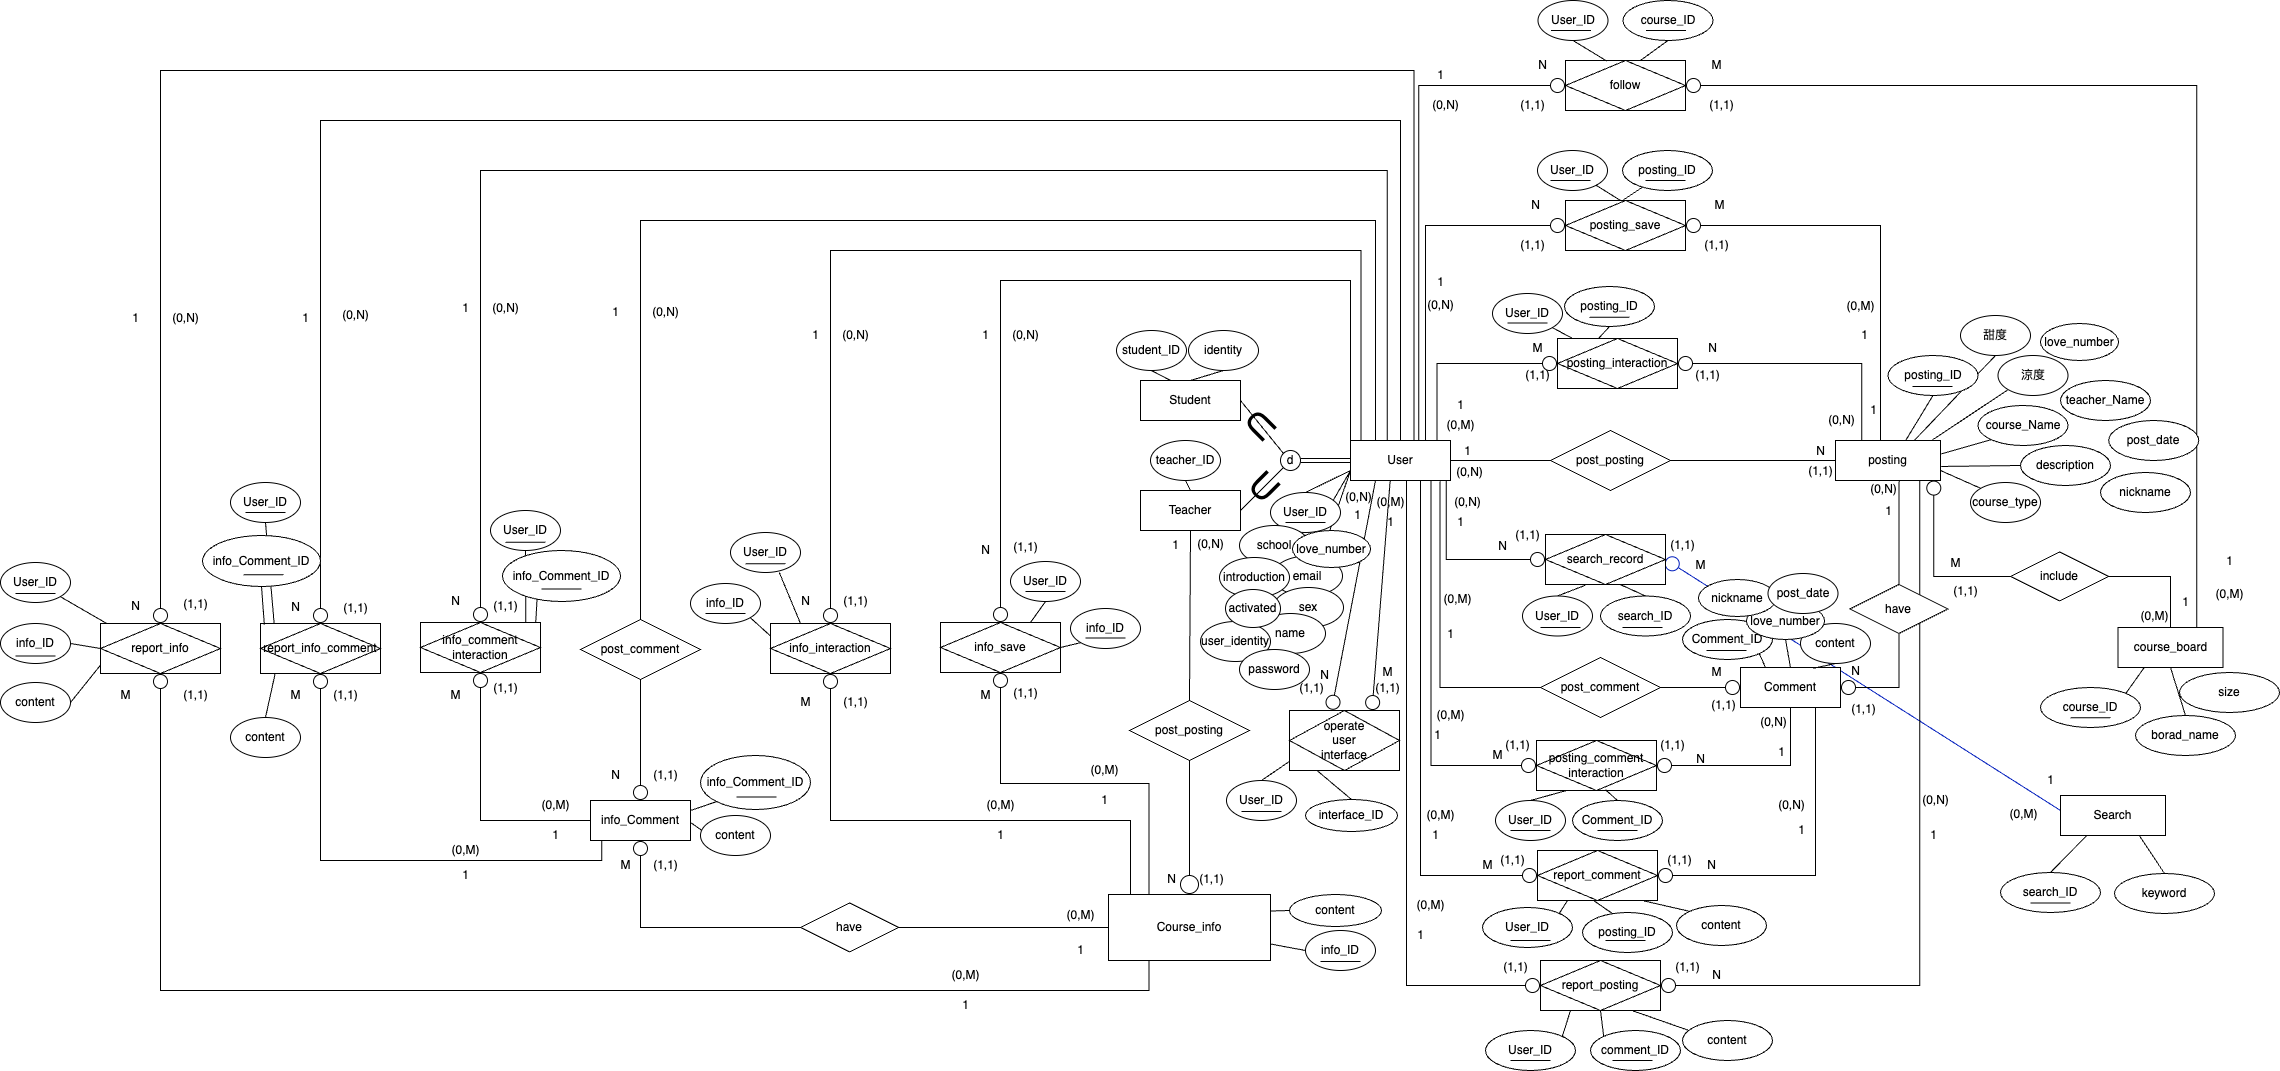 User_ID
course_ID
1
N
follow
M
(0,N)
(1,1)
(1,1)
User_ID
posting_ID
N
posting_save
M
(1,1)
(1,1)
1
(0,N)
(0,M)
1
User_ID
posting_ID
M
posting_interaction
N
(1,1)
(1,1)
1
(0,M)
(0,N)
1
1
(0,N)
1
(0,N)
1
(0,N)
1
(0,N)
1
(0,N)
1
(0,N)
student_ID
identity
Student
teacher_ID
Teacher
d
User
1
(0,N)
post_posting
N
(1,1)
posting
posting_ID
甜度
love_number
涼度
teacher_Name
course_Name
post_date
description
nickname
course_type
(0,N)
1
User_ID
school
love_number
introduction
email
activated
sex
user_identity
name
password
(0,N)
1
(0,M)
1
(0,N)
1
N
(1,1)
search_record
(1,1)
M
User_ID
search_ID
nickname
post_date
love_number
Comment_ID
content
have
M
(1,1)
include
1
(0,M)
1
(0,M)
course_board
course_ID
size
borad_name
(0,M)
1
post_comment
M
(1,1)
Comment
N
(1,1)
(0,N)
1
User_ID
info_ID
content
N
(1,1)
report_info
M
(1,1)
User_ID
info_Comment_ID
N
(1,1)
report_info_comment
M
(1,1)
content
User_ID
info_Comment_ID
N
(1,1)
info_comment
interaction
M
(1,1)
post_comment
N
(1,1)
User_ID
info_ID
N
(1,1)
info_interaction
M
(1,1)
N
(1,1)
User_ID
info_ID
info_save
M
(1,1)
1
(0,N)
post_posting
N
(1,1)
N
(1,1)
M
(1,1)
operate
user
interface
User_ID
interface_ID
(0,M)
1
M
(1,1)
posting_comment
interaction
(1,1)
N
User_ID
Comment_ID
1
(0,M)
Search
search_ID
keyword
(0,M)
1
M
(1,1)
report_comment
(1,1)
N
(0,N)
1
(0,N)
1
User_ID
posting_ID
content
(0,M)
1
(1,1)
report_posting
(1,1)
N
User_ID
comment_ID
content
info_Comment
info_Comment_ID
content
M
(1,1)
(0,M)
1
(0,M)
1
(0,M)
1
(0,M)
1
have
(0,M)
1
Course_info
content
info_ID
(0,M)
1